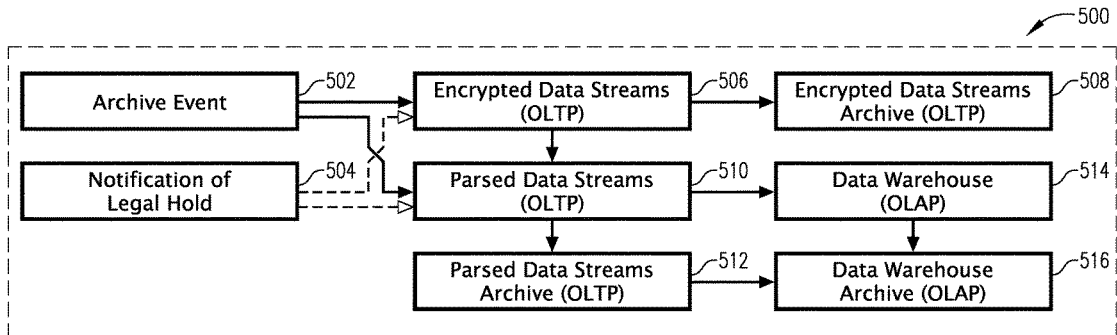 500
502
Archive Event
506
Encrypted Data Streams
(OLTP)
508
Encrypted Data Streams
Archive (OLTP)
504
Notification of
Legal Hold
510
Parsed Data Streams
(OLTP)
514
Data Warehouse
(OLAP)
512
Parsed Data Streams
Archive (OLTP)
516
Data Warehouse
Archive (OLAP)